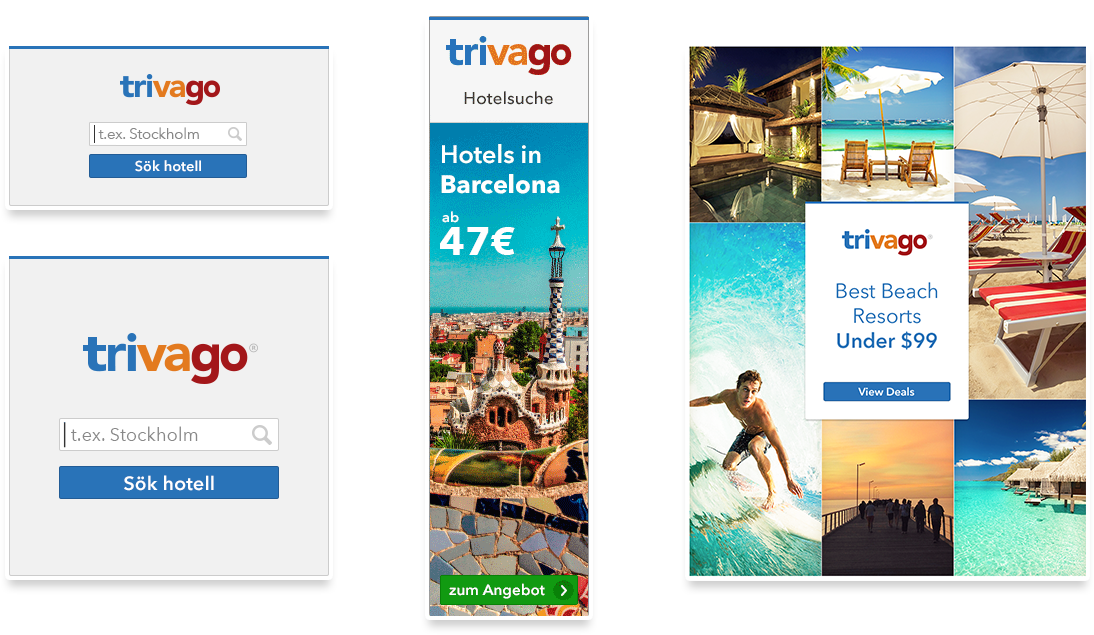 trivago
t.ex. Stockholm
Sök hotell
trivago®
t.ex. Stockholm
Sök hotell
trivago
Hotelsuche
Hotels in
Barcelona
ab
47€
zum Angebot
trivago®
Best Beach
Resorts
Under $99
View Deals